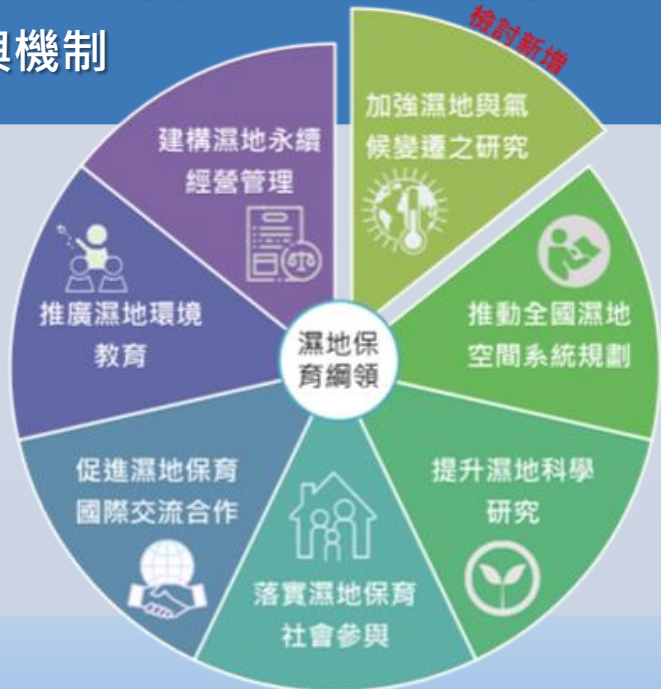 與機制
檢討新增
加強濕地與氣
候變遷之研究
推動全國濕地
空間系統規劃
提升濕地科學
研究
落實濕地保育
社會參與
促進濕地保育
國際交流合作
推廣濕地環境
教育
建構濕地永續
經營管理
濕地保
育綱領